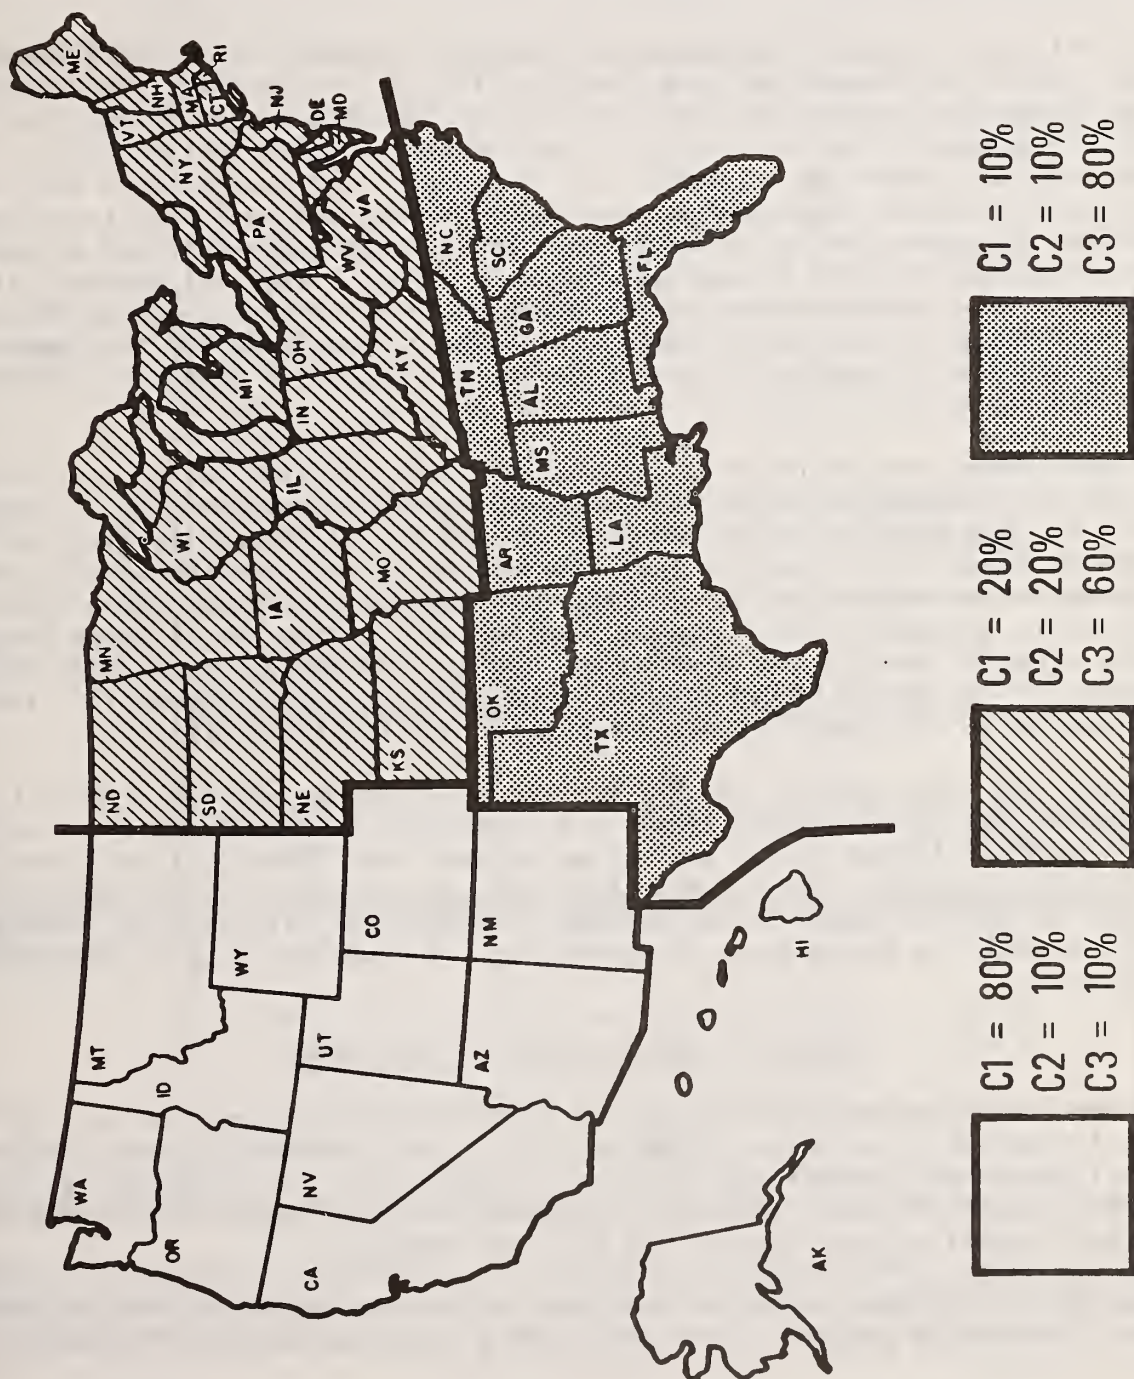 WA
OR
CA
NV
ID
MT
WY
UT
CO
AZ
NM
AK
HI
ND
SD
NE
KS
MN
IA
MO
WI
IL
MI
IN
OH
KY
WV
VA
PA
NY
VT
NH
ME
MA
RI
CT
NJ
DE
MD
OK
TX
AR
LA
MS
AL
TN
GA
FL
SC
NC
C1 = 80%
C2 = 10%
C3 = 10%
C1 = 20%
C2 = 20%
C3 = 60%
C1 = 10%
C2 = 10%
C3 = 80%